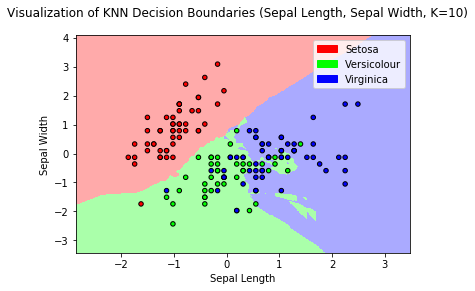 Visualization of KNN Decision Boundaries (Sepal Length, Sepal Width, K=10)
4
3
2
1
0
−1
−2
−3
Sepal Width
Setosa
Versicolour
Virginica
−2 −1 0 1 2 3
Sepal Length